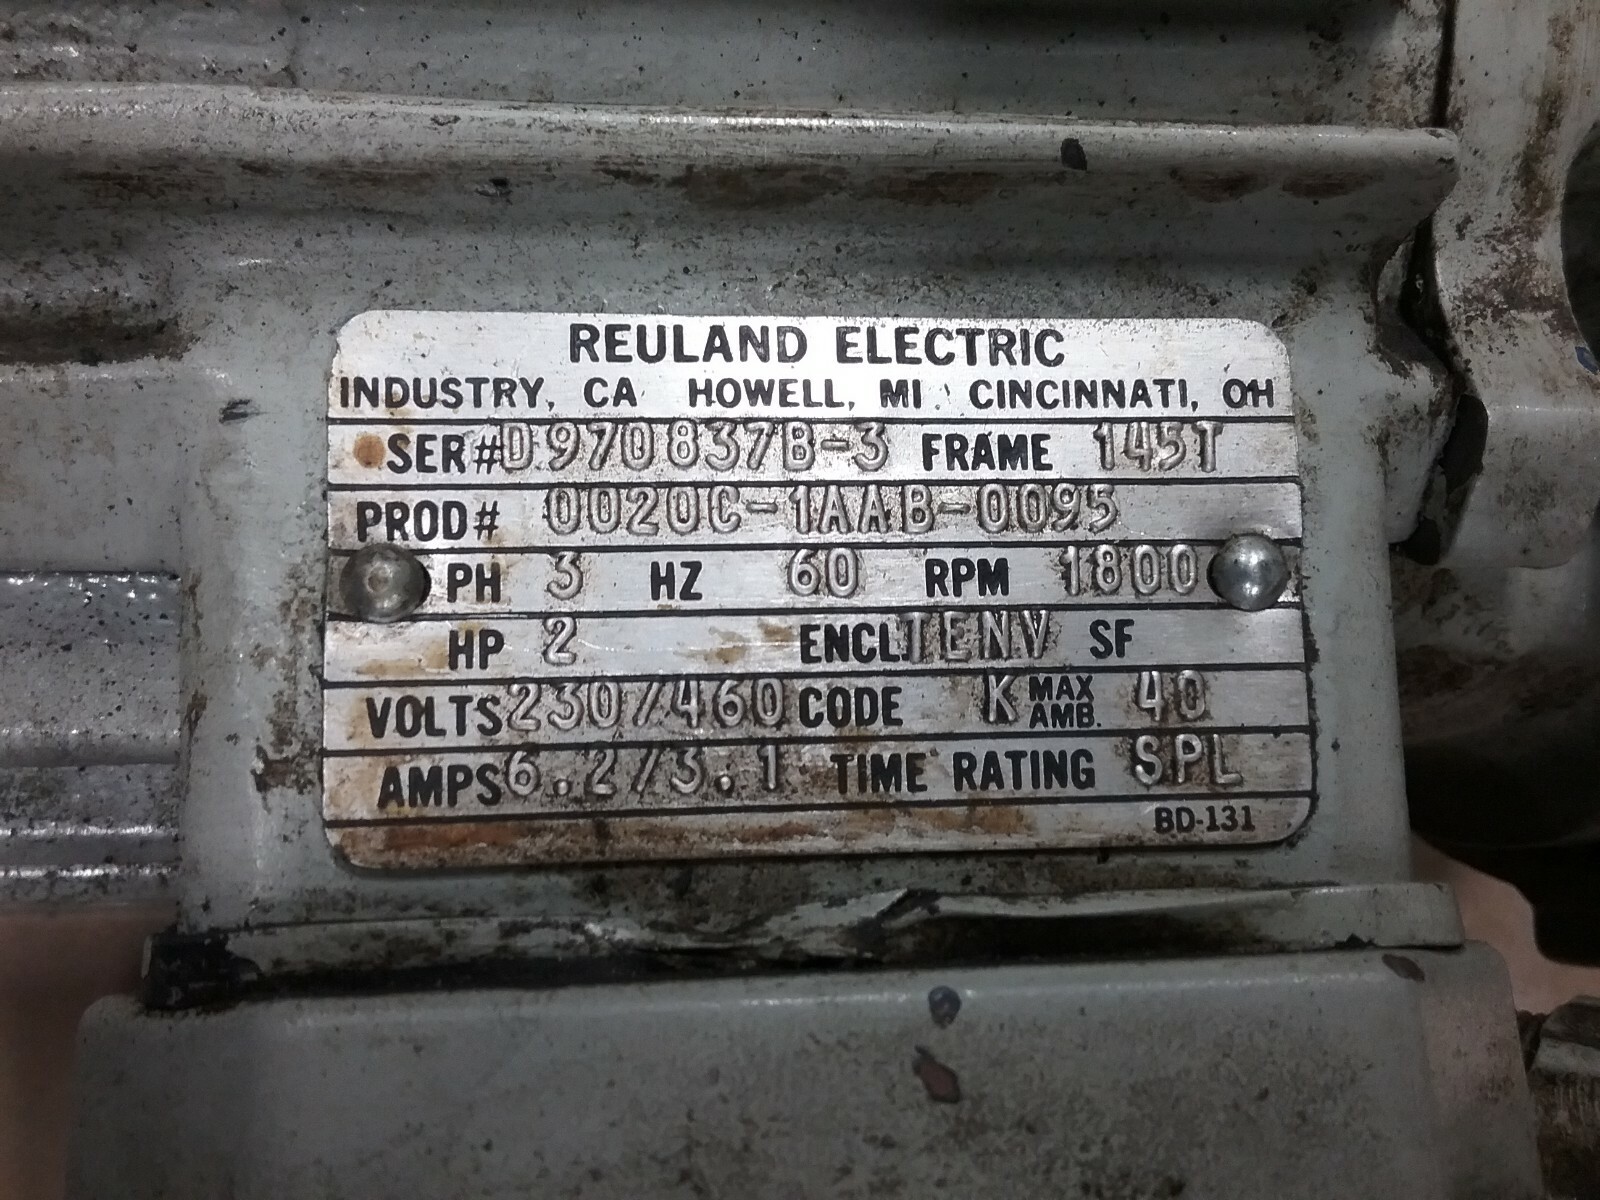 REULAND ELECTRIC
INDUSTRY, CA HOWELL, MI CINCINNATI, OH
SER# D970837B-3 FRAME 145T
PROD# 0020C-1AAB-0095
PH 3 HZ 60 RPM 1800
HP 2 ENCL. TENV SF
VOLTS 230/460 CODE K MAX AMB. 40
AMPS 6.2/3.1 TIME RATING SPL
BD-131